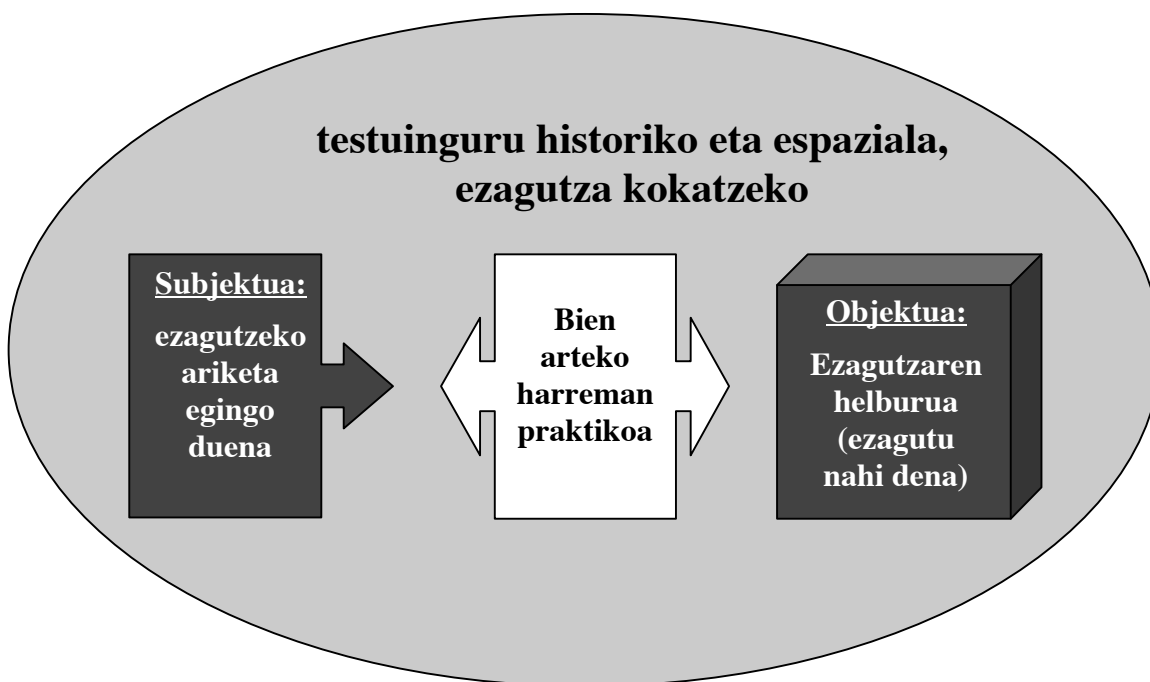 testuinguru historiko eta espaziala,
ezagutza kokatzeko
Subjektua:
ezagutzeko
ariketa
egingo
duena
Bien
arteko
harreman
praktikoa
Objektua:
Ezagutzaren
helburua
(ezagutu
nahi dena)